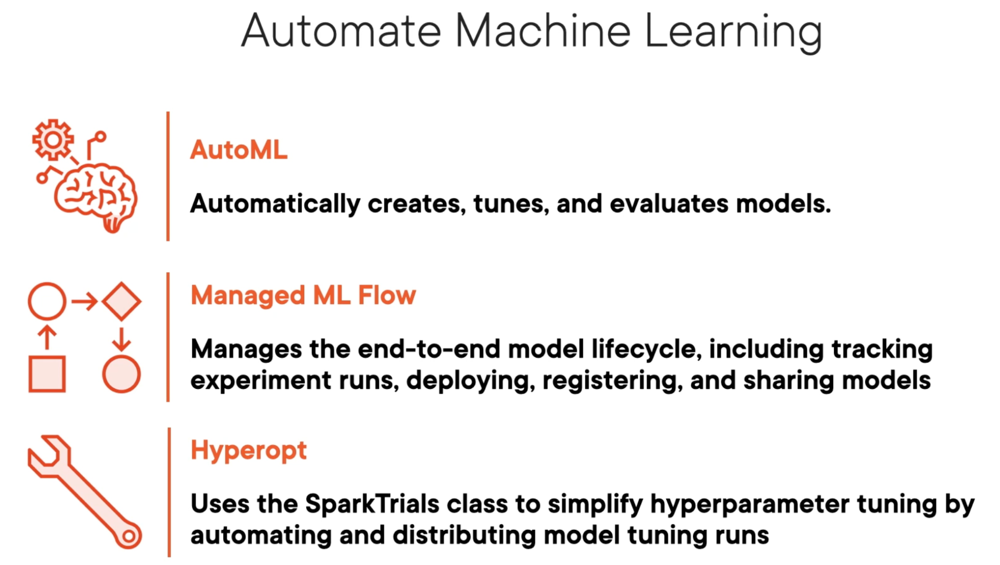 Automate Machine Learning
AutoML
Automatically creates, tunes, and evaluates models.
Managed ML Flow
Manages the end-to-end model lifecycle, including tracking
experiment runs, deploying, registering, and sharing models
Hyperopt
Uses the SparkTrials class to simplify hyperparameter tuning by
automating and distributing model tuning runs